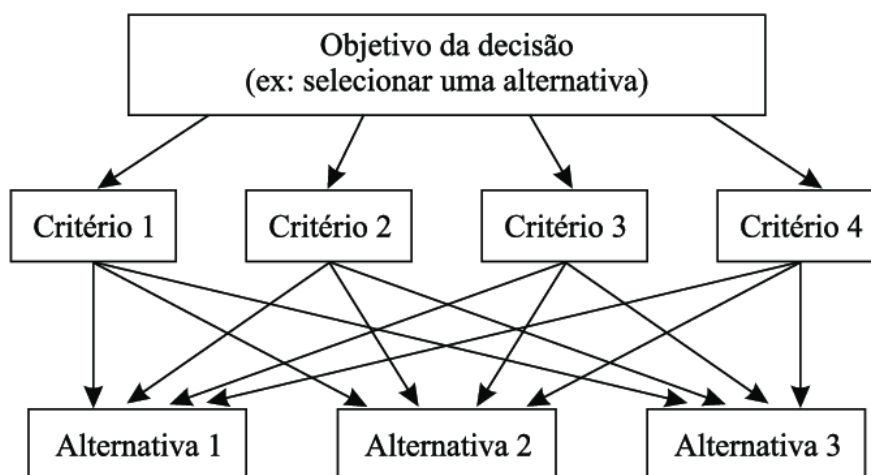 Objetivo da decisão
(ex: selecionar uma alternativa)
Critério 1
Critério 2
Critério 3
Critério 4
Alternativa 1
Alternativa 2
Alternativa 3